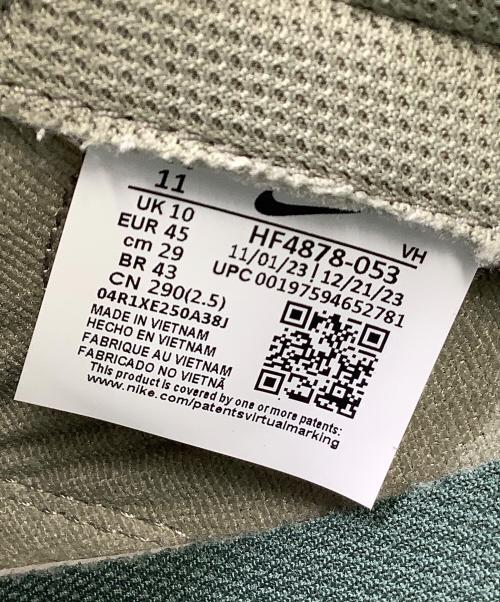 11
UK 10
EUR 45
cm 29
BR 43
CN 290(2.5)
04R1XE250A38J
MADE IN VIETNAM
HECHO EN VIETNAM
FABRIQUE AU VIETNAM
FABRICADO NO VIETNÃ
This product is covered by one or more patents:
www.nike.com/patentsvirtualmarking
VH
HF4878-053
11/01/23 | 12/21/23
UPC 00197594652781